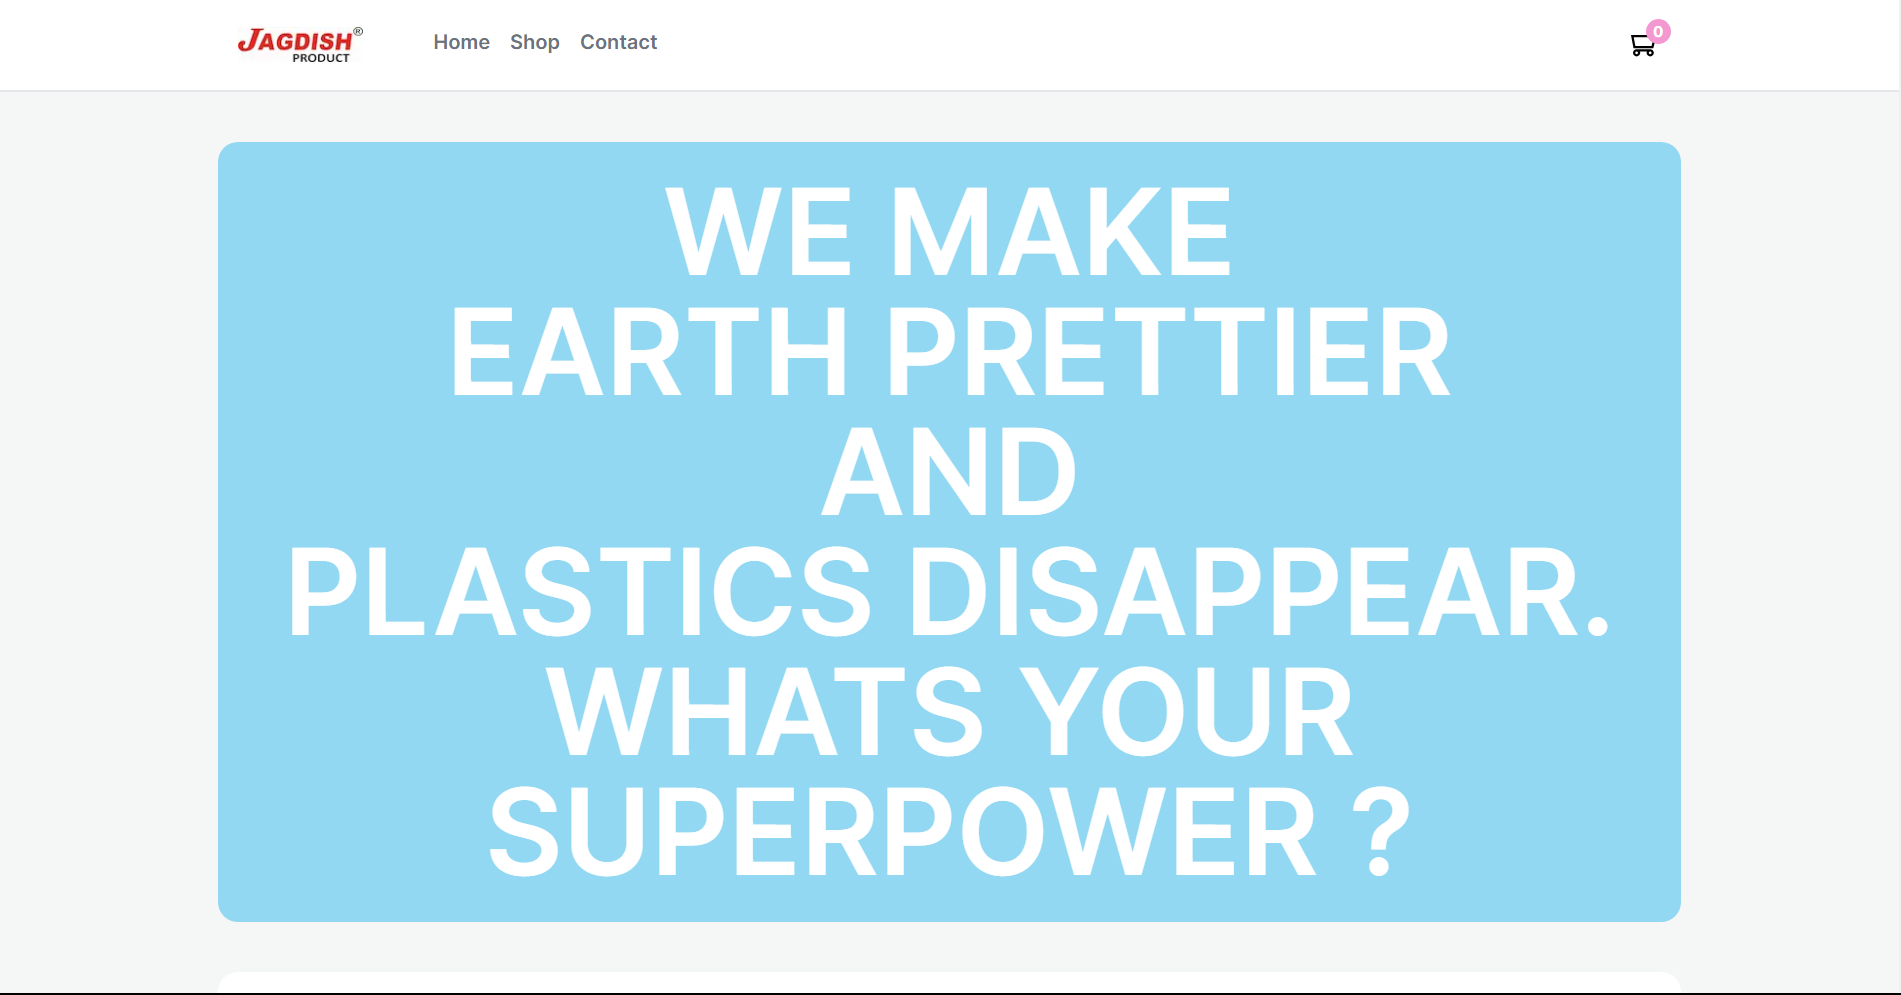 JAGDISH®
PRODUCT
Home Shop Contact
0
WE MAKE
EARTH PRETTIER
AND
PLASTICS DISAPPEAR.
WHATS YOUR
SUPERPOWER ?